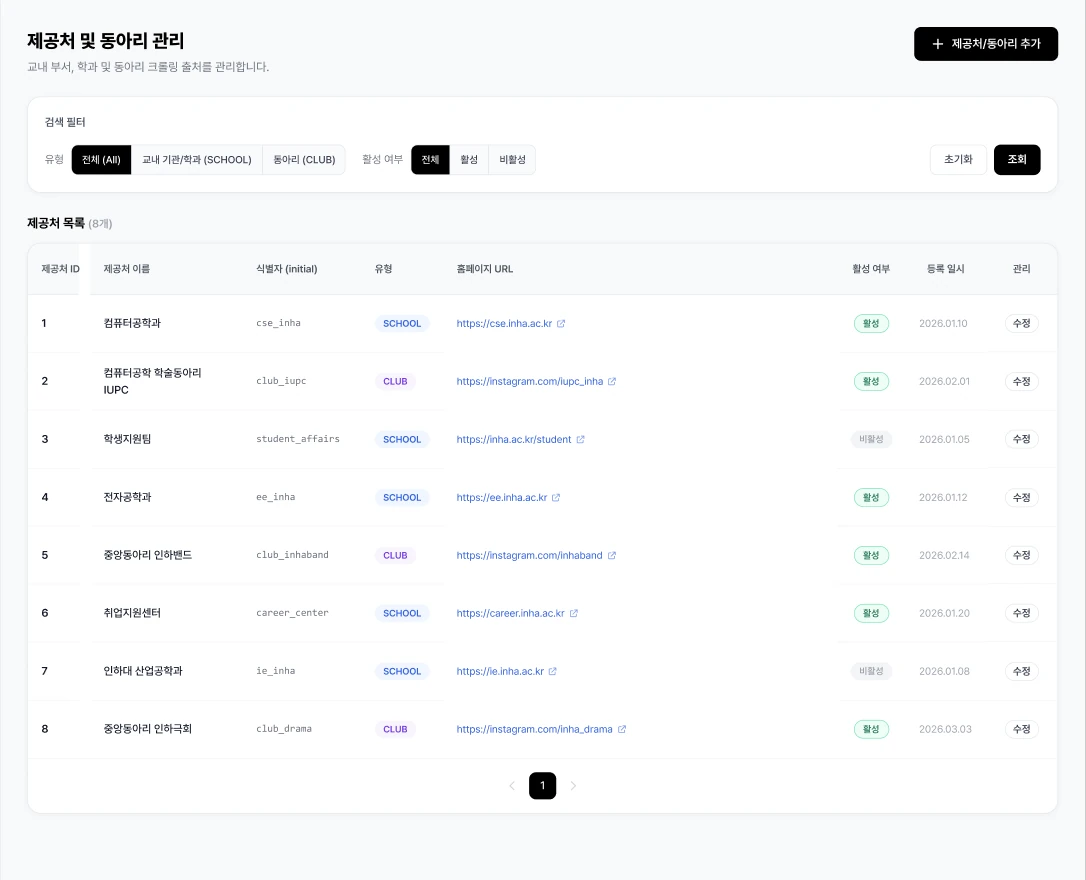 제공처 및 동아리 관리
교내 부서, 학과 및 동아리 크롤링 출처를 관리합니다.
제공처/동아리 추가
검색 필터
유형 전체 (All) 교내 기관/학과 (SCHOOL) 동아리 (CLUB) 활성 여부 전체 활성 비활성 초기화 조회
제공처 목록 (8개)
제공처 ID 제공처 이름 식별자 (initial) 유형 홈페이지 URL 활성 여부 등록 일시 관리
1 컴퓨터공학과 cse_inha SCHOOL https://cse.inha.ac.kr 활성 2026.01.10 수정
2 컴퓨터공학 학술동아리
IUPC club_iupc CLUB https://instagram.com/iupc_inha 활성 2026.02.01 수정
3 학생지원팀 student_affairs SCHOOL https://inha.ac.kr/student 비활성 2026.01.05 수정
4 전자공학과 ee_inha SCHOOL https://ee.inha.ac.kr 활성 2026.01.12 수정
5 중앙동아리 인하밴드 club_inhaband CLUB https://instagram.com/inhaband 활성 2026.02.14 수정
6 취업지원센터 career_center SCHOOL https://career.inha.ac.kr 활성 2026.01.20 수정
7 인하대 산업공학과 ie_inha SCHOOL https://ie.inha.ac.kr 비활성 2026.01.08 수정
8 중앙동아리 인하극회 club_drama CLUB https://instagram.com/inha_drama 활성 2026.03.03 수정
1